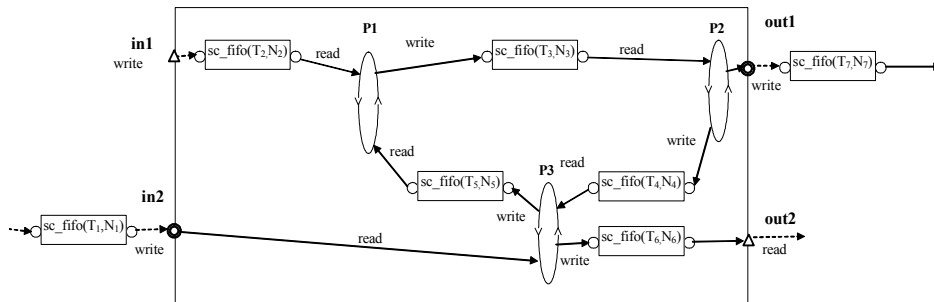 P1
P2
out1
in1
write
sc_fifo(T2,N2)
read
write
sc_fifo(T3,N3)
read
sc_fifo(T7,N7)
write
write
read
sc_fifo(T5,N5)
P3
read
sc_fifo(T4,N4)
write
in2
sc_fifo(T1,N1)
write
read
write
sc_fifo(T6,N6)
out2
read